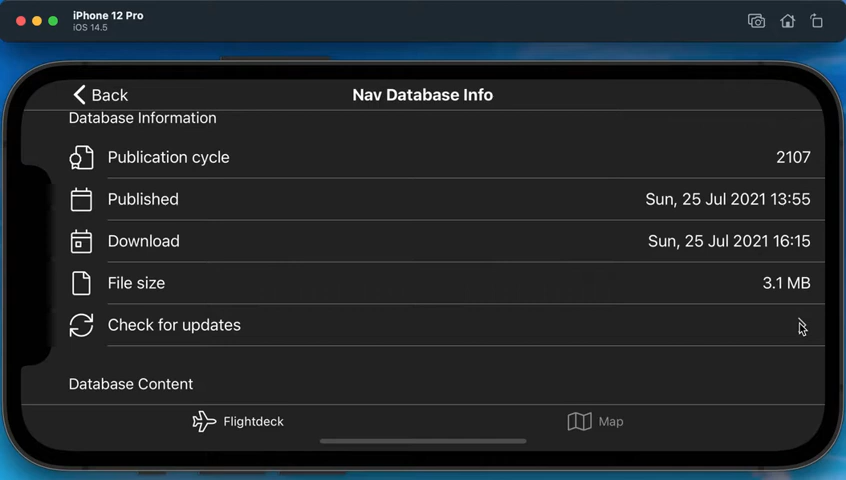 iPhone 12 Pro
iOS 14.5
Back
Nav Database Info
Database Information
Publication cycle 2107
Published Sun, 25 Jul 2021 13:55
Download Sun, 25 Jul 2021 16:15
File size 3.1 MB
Check for updates
Database Content
Flightdeck Map